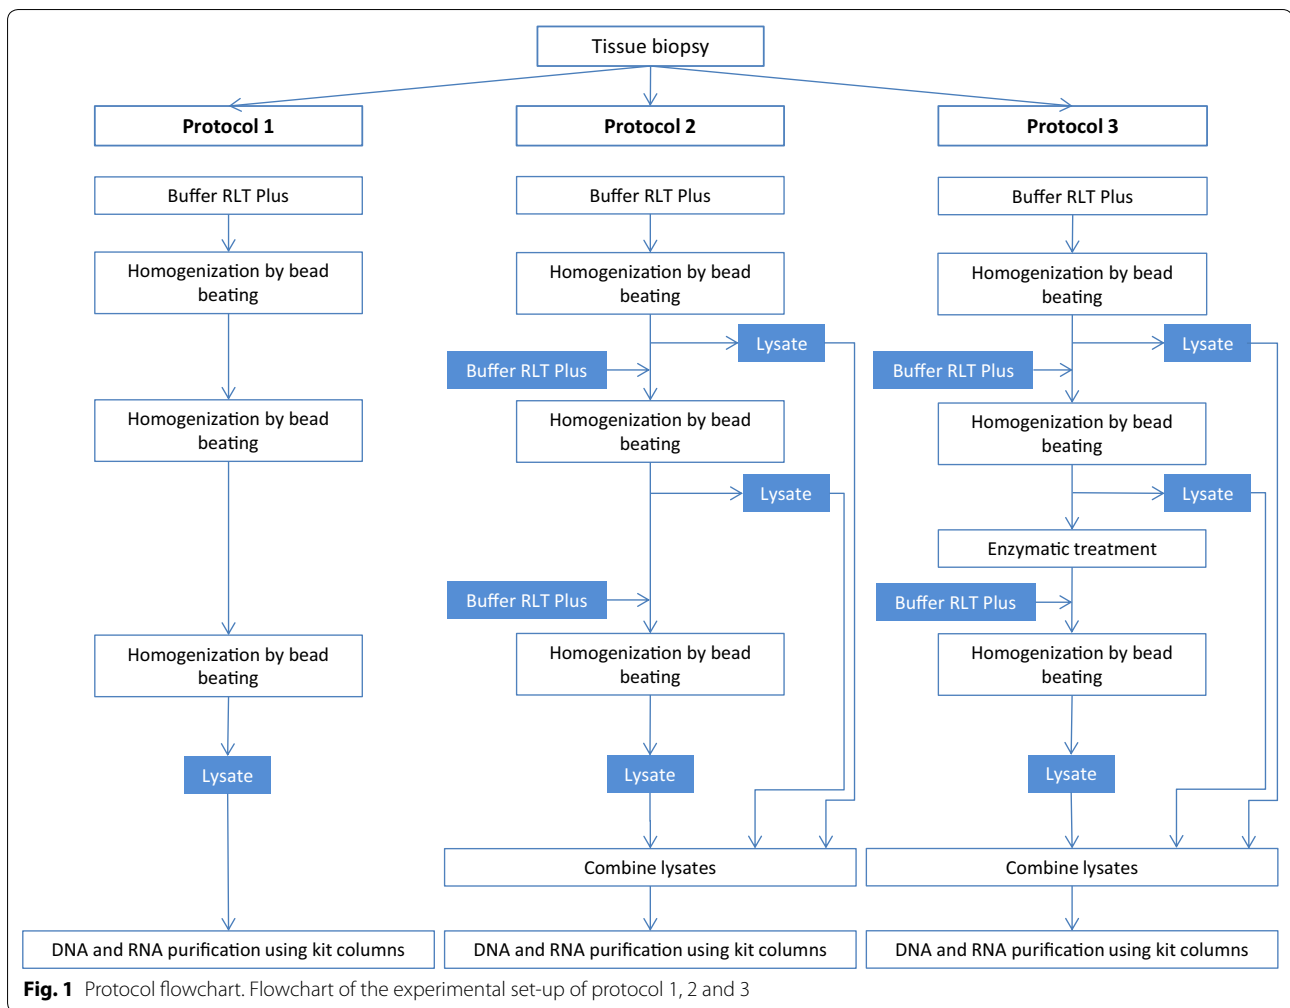 Tissue biopsy
Protocol 1
Protocol 2
Protocol 3
Buffer RLT Plus
Buffer RLT Plus
Buffer RLT Plus
Homogenization by bead
beating
Homogenization by bead
beating
Homogenization by bead
beating
Lysate
Lysate
Buffer RLT Plus
Buffer RLT Plus
Homogenization by bead
beating
Homogenization by bead
beating
Homogenization by bead
beating
Lysate
Lysate
Enzymatic treatment
Buffer RLT Plus
Buffer RLT Plus
Homogenization by bead
beating
Homogenization by bead
beating
Homogenization by bead
beating
Lysate
Lysate
Lysate
Combine lysates
Combine lysates
DNA and RNA purification using kit columns
DNA and RNA purification using kit columns
DNA and RNA purification using kit columns
Fig. 1 Protocol flowchart. Flowchart of the experimental set-up of protocol 1, 2 and 3